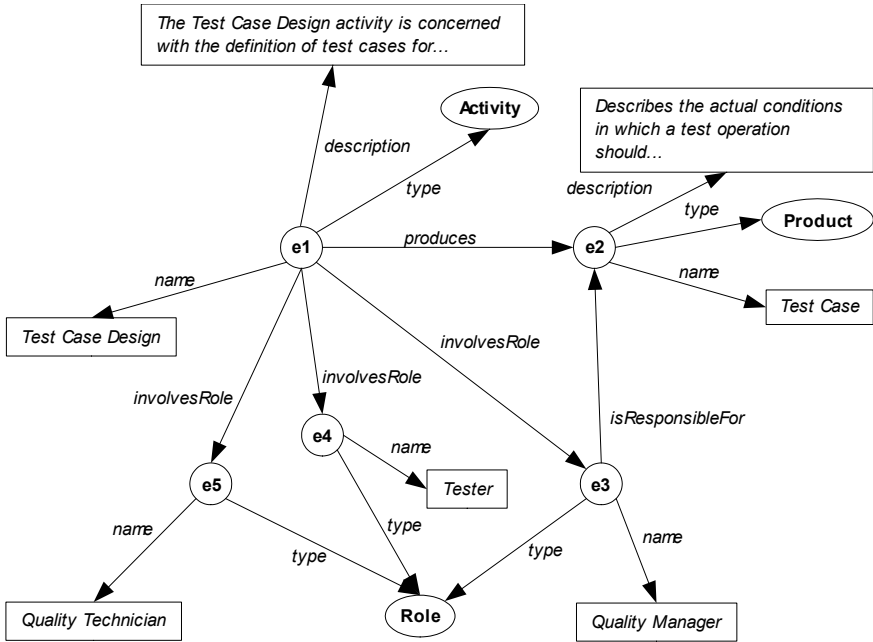 The Test Case Design activity is concerned
with the definition of test cases for…
Activity
Describes the actual conditions
in which a test operation
should…
description
type
description
type
Product
e1
produces
e2
name
name
Test Case Design
Test Case
involvesRole
involvesRole
involvesRole
isResponsibleFor
e4
name
e5
e3
Tester
name
type
type
type
name
Quality Technician
Role
Quality Manager